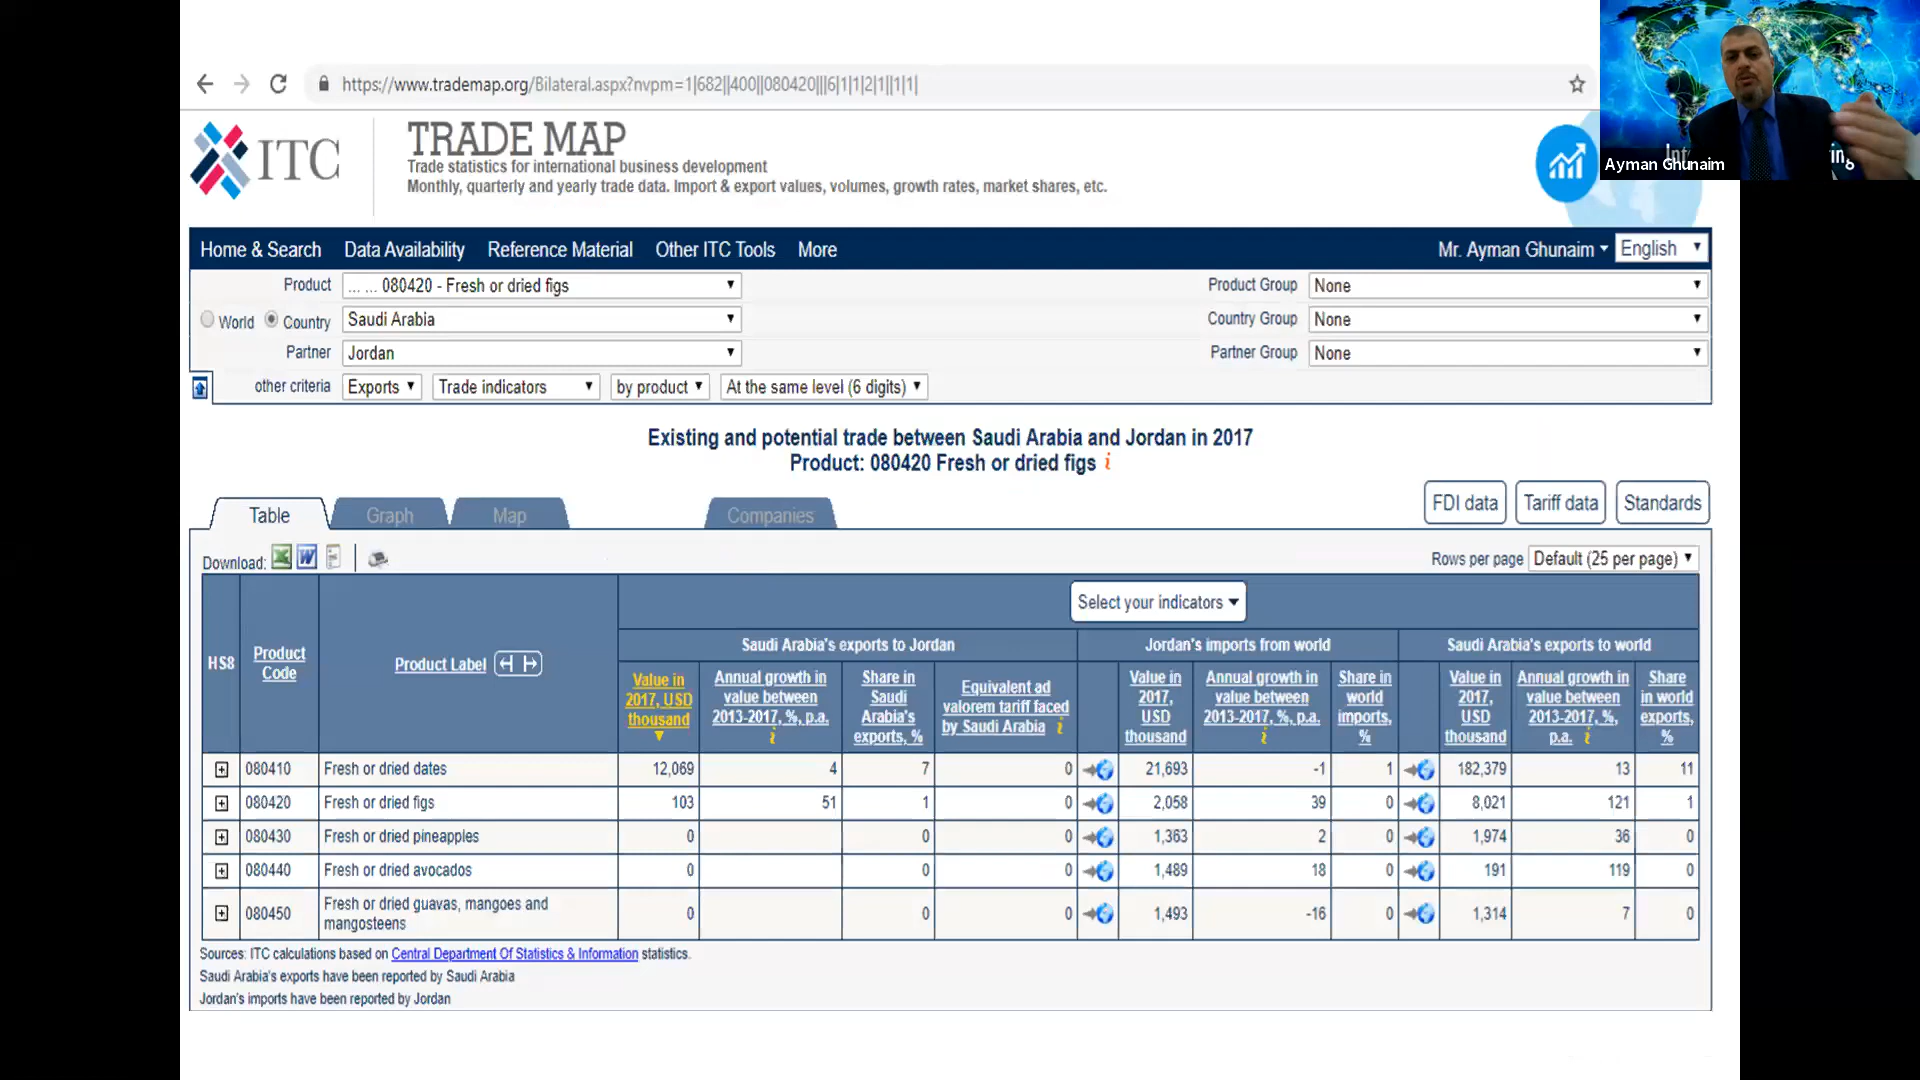 https://www.trademap.org/Bilateral.aspx?nvpm=1|682||400||080420|||6|1|1|2|1||1|1|
ITC
TRADE MAP
Trade statistics for international business development
Monthly, quarterly and yearly trade data. Import & export values, volumes, growth rates, market shares, etc.
Ayman Ghunaim
Home & Search Data Availability Reference Material Other ITC Tools More Mr. Ayman Ghunaim English
Product ... ... 080420 - Fresh or dried figs Product Group None
World Country Saudi Arabia Country Group None
Partner Jordan Partner Group None
other criteria Exports Trade indicators by product At the same level (6 digits)
Existing and potential trade between Saudi Arabia and Jordan in 2017
Product: 080420 Fresh or dried figs i
Table Graph Map Companies FDI data Tariff data Standards
Download: Rows per page Default (25 per page)
Select your indicators
HS8 Product Code Product Label Saudi Arabia's exports to Jordan Jordan's imports from world Saudi Arabia's exports to world
Value in 2017, USD thousand
Annual growth in value between 2013-2017, %, p.a. i
Share in Saudi Arabia's exports, %
Equivalent ad valorem tariff faced by Saudi Arabia i
Value in 2017, USD thousand
Annual growth in value between 2013-2017, %, p.a. i
Share in world imports, %
Value in 2017, USD thousand
Annual growth in value between 2013-2017, %, p.a. i
Share in world exports, %
080410 Fresh or dried dates 12,069 4 7 0 21,693 -1 1 182,379 13 11
080420 Fresh or dried figs 103 51 1 0 2,058 39 0 8,021 121 1
080430 Fresh or dried pineapples 0 0 0 1,363 2 0 1,974 36 0
080440 Fresh or dried avocados 0 0 0 1,489 18 0 191 119 0
080450 Fresh or dried guavas, mangoes and mangosteens 0 0 0 1,493 -16 0 1,314 7 0
Sources: ITC calculations based on Central Department Of Statistics & Information statistics.
Saudi Arabia's exports have been reported by Saudi Arabia
Jordan's imports have been reported by Jordan